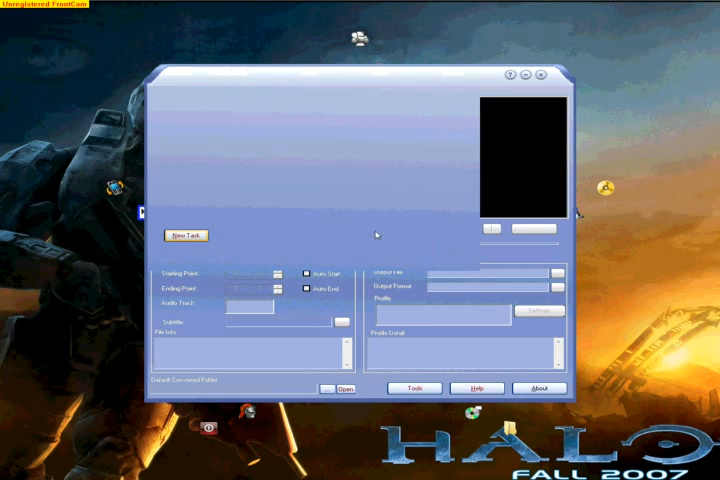 Unregistered FrontCam
?
New Task
Starting Point:
Auto Start
Output File
Ending Point:
Auto End
Output Format
Audio Tract:
Profile
Settings
Subtitle:
File Info
Profile Detail
Default Converted Folder
...
Open
Tools
Help
About
HALO
FALL 2007